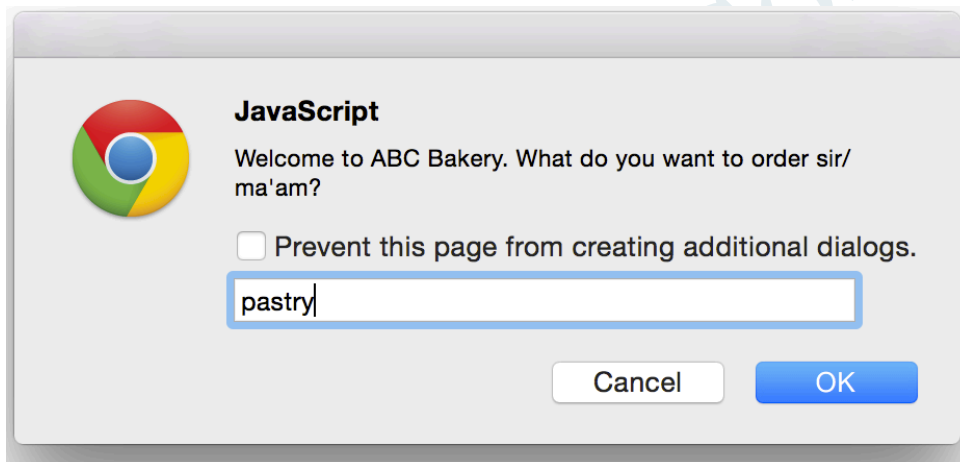 JavaScript
Welcome to ABC Bakery. What do you want to order sir/
ma'am?
Prevent this page from creating additional dialogs.
pastry
Cancel OK